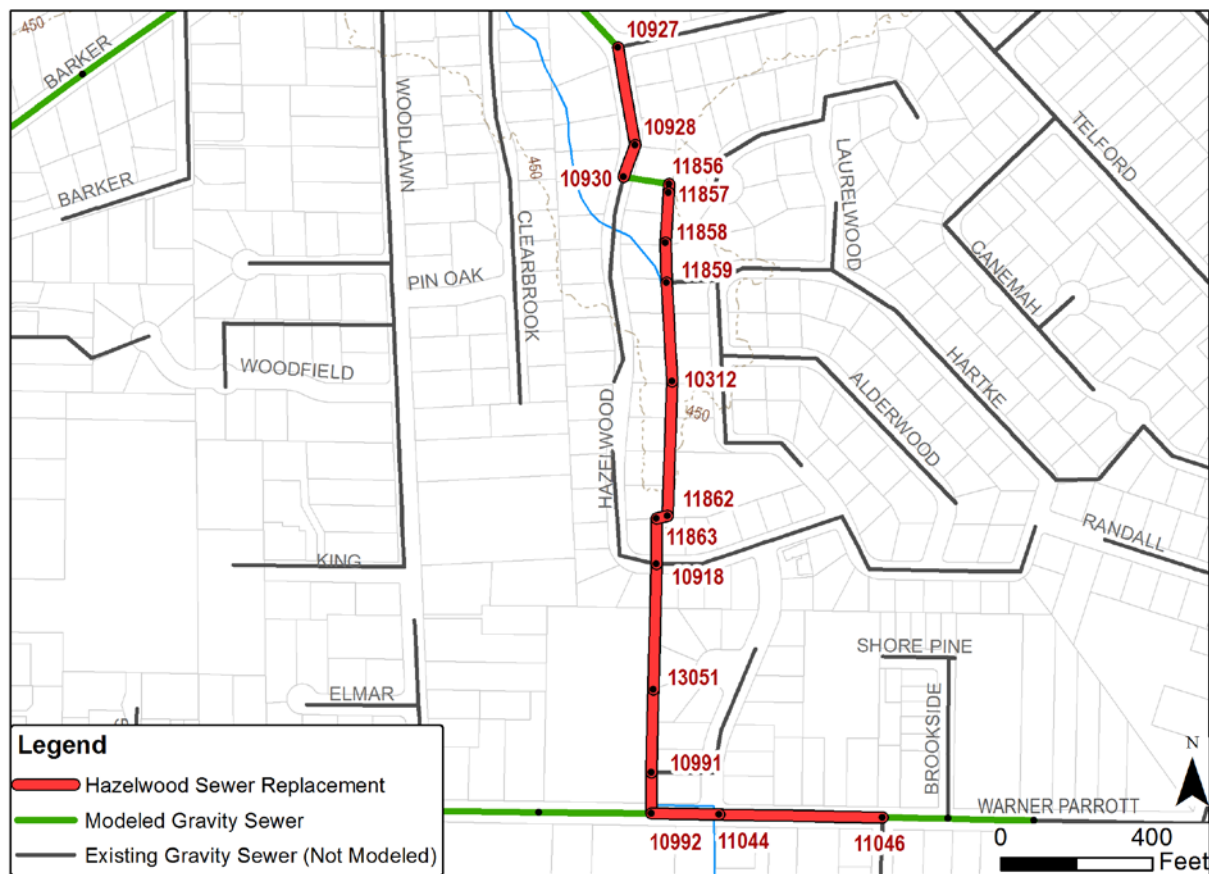 450
BARKER
10927
TELFORD
WOODLAWN
10928
LAURELWOOD
450
11856
10930
11857
BARKER
CLEARBROOK
11858
CANEMAH
PIN OAK
11859
HARTKE
WOODFIELD
10312
ALDERWOOD
450
HAZELWOOD
11862
RANDALL
11863
KING
10918
SHORE PINE
13051
ELMAR
BROOKSIDE
Legend
Hazelwood Sewer Replacement
Modeled Gravity Sewer
Existing Gravity Sewer (Not Modeled)
10991
N
WARNER PARROTT
10992
11044
11046
0 400
Feet